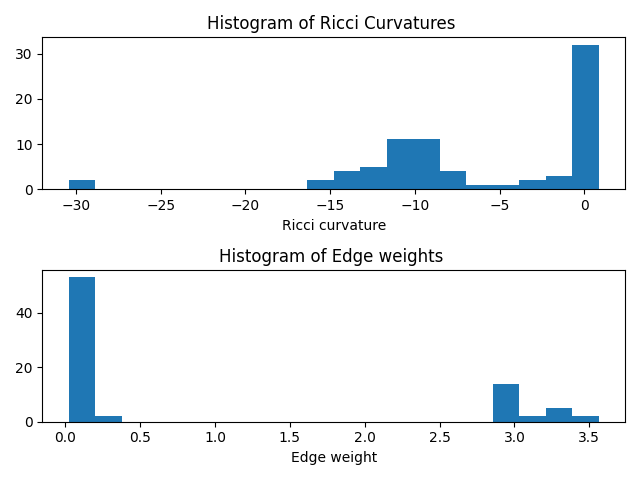 Histogram of Ricci Curvatures
30
20
10
0
−30 −25 −20 −15 −10 −5 0
Ricci curvature
Histogram of Edge weights
40
20
0
0.0 0.5 1.0 1.5 2.0 2.5 3.0 3.5
Edge weight